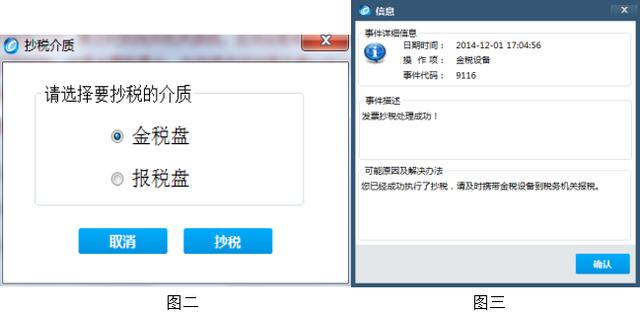 抄税介质
请选择要抄税的介质
金税盘
报税盘
取消
抄税
图二
信息
事件详细信息
日期时间： 2014-12-01 17:04:56
操 作 项： 金税设备
事件代码： 9116
事件描述
发票抄税处理成功！
可能原因及解决办法
您已经成功执行了抄税，请及时携带金税设备到税务机关报税。
确认
图三